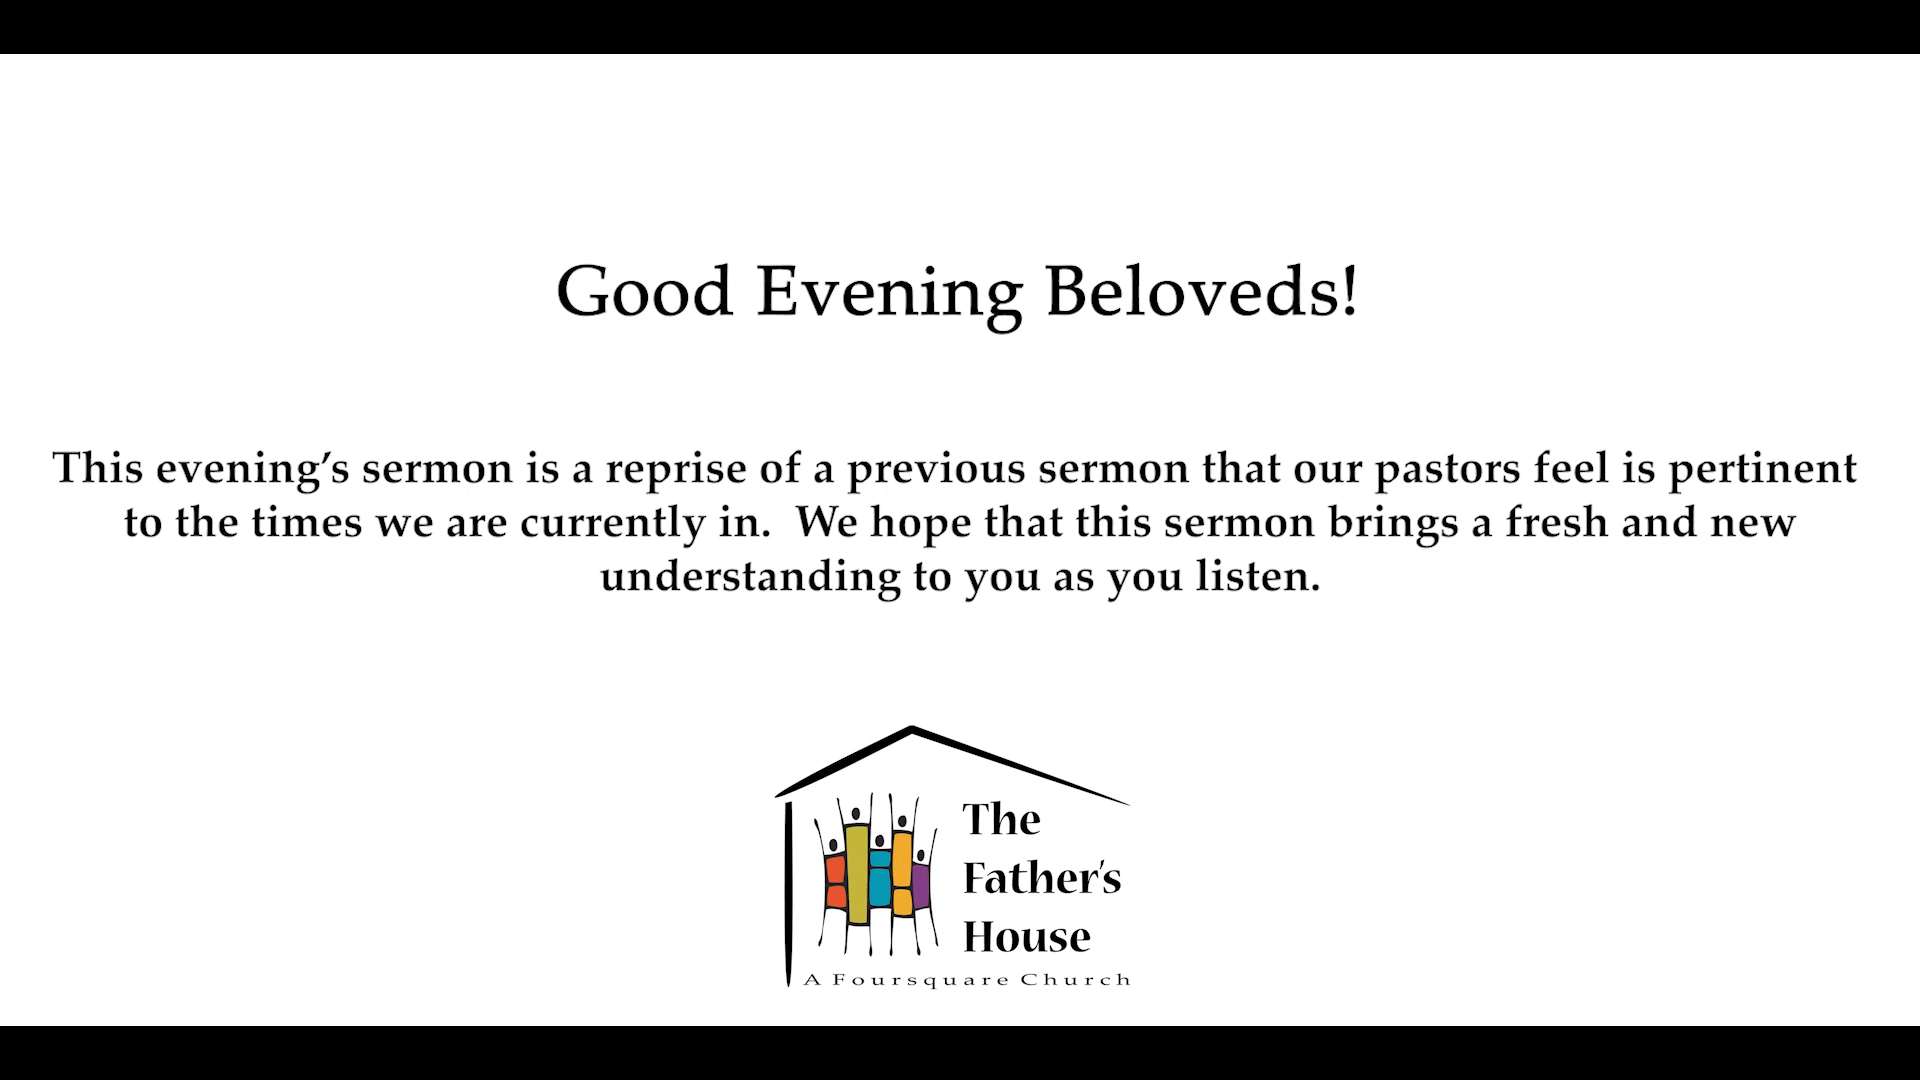 Good Evening Beloveds!
This evening’s sermon is a reprise of a previous sermon that our pastors feel is pertinent
to the times we are currently in.  We hope that this sermon brings a fresh and new
understanding to you as you listen.
The
Father's
House
A Foursquare Church